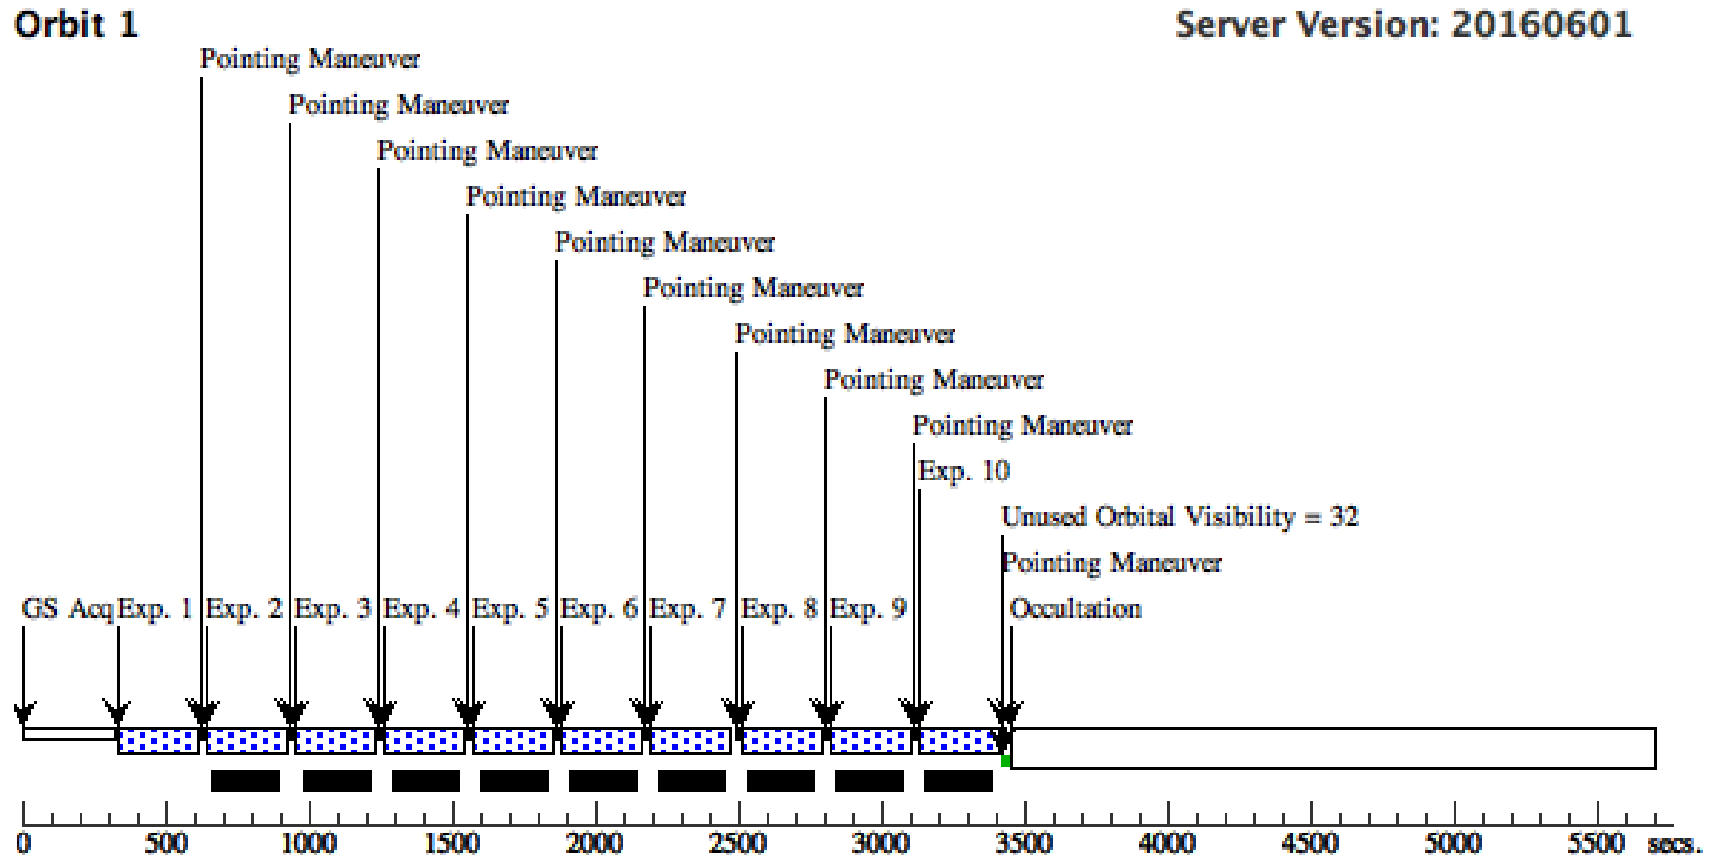 Orbit 1 Server Version: 20160601
Pointing Maneuver
Pointing Maneuver
Pointing Maneuver
Pointing Maneuver
Pointing Maneuver
Pointing Maneuver
Pointing Maneuver
Pointing Maneuver
Pointing Maneuver
Exp. 10
Unused Orbital Visibility = 32
Pointing Maneuver
GS Acq Exp. 1 Exp. 2 Exp. 3 Exp. 4 Exp. 5 Exp. 6 Exp. 7 Exp. 8 Exp. 9 Occultation
0 500 1000 1500 2000 2500 3000 3500 4000 4500 5000 5500 secs.